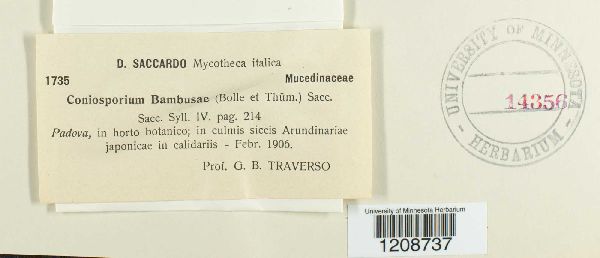 D. SACCARDO Mycotheca italica
1735 Mucedinaceae
Coniosporium Bambusae (Bolle et Thüm.) Sacc.
Sacc. Syll. IV. pag. 214
Padova, in horto botanico; in culmis siccis Arundinariae
japonicae in calidariis - Febr. 1906.
Prof. G. B. TRAVERSO
UNIVERSITY OF MINNESOTA
14356
- HERBARIUM -
University of Minnesota Herbarium
1208737